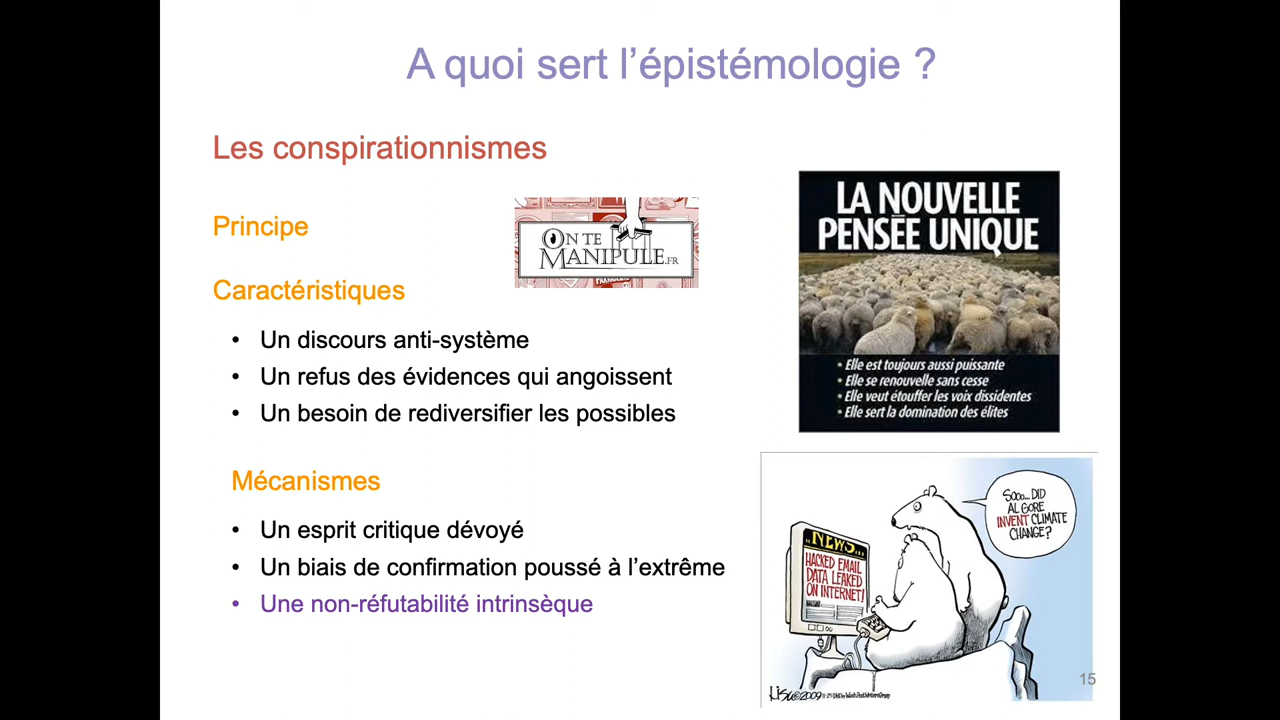 A quoi sert l’épistémologie ?
Les conspirationnismes
Principe
ON TE
MANIPULE.FR
Caractéristiques
• Un discours anti-système
• Un refus des évidences qui angoissent
• Un besoin de rediversifier les possibles
LA NOUVELLE
PENSÉE UNIQUE
• Elle est toujours aussi puissante
• Elle se renouvelle sans cesse
• Elle veut étouffer les voix dissidentes
• Elle sert la domination des élites
Mécanismes
• Un esprit critique dévoyé
• Un biais de confirmation poussé à l’extrême
• Une non-réfutabilité intrinsèque
SOOO... DID
AL GORE
INVENT CLIMATE
CHANGE?
NEWS...
HACKED EMAIL
DATA LEAKED
ON INTERNET!
©2009
15